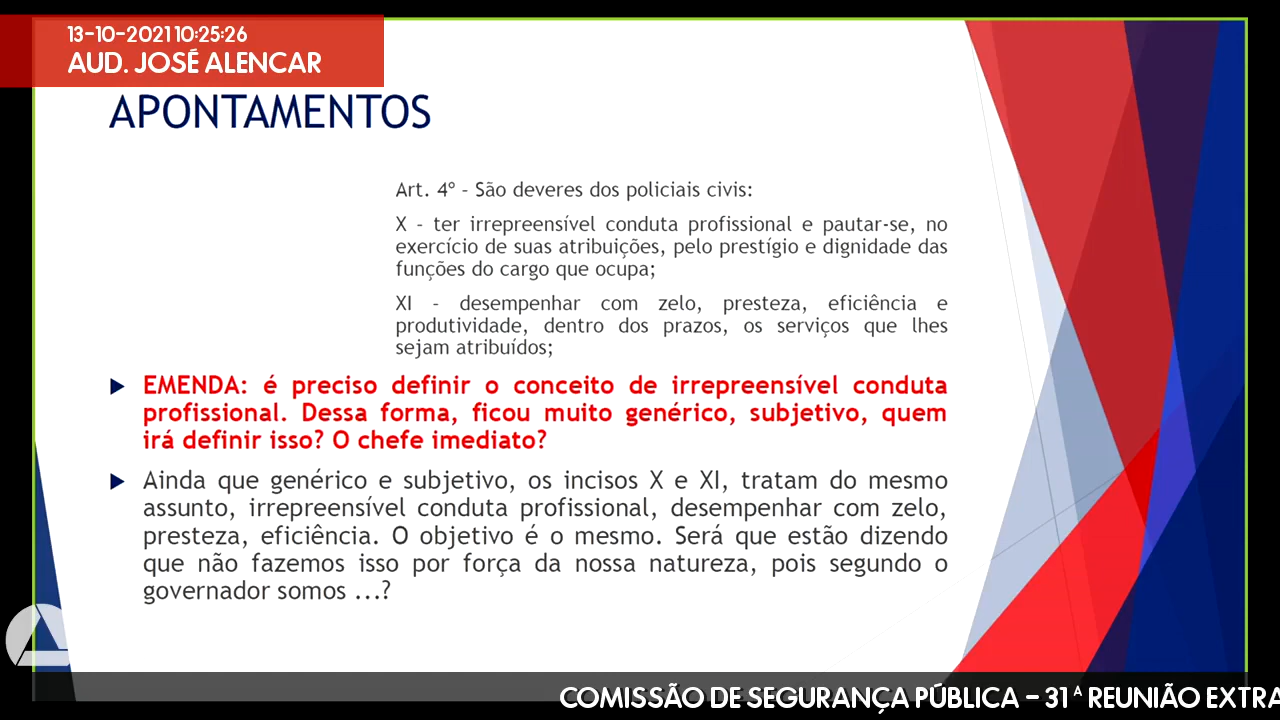 13-10-2021 10:25:26
AUD. JOSÉ ALENCAR
APONTAMENTOS
Art. 4º - São deveres dos policiais civis:
X - ter irrepreensível conduta profissional e pautar-se, no
exercício de suas atribuições, pelo prestígio e dignidade das
funções do cargo que ocupa;
XI - desempenhar com zelo, presteza, eficiência e
produtividade, dentro dos prazos, os serviços que lhes
sejam atribuídos;
EMENDA: é preciso definir o conceito de irrepreensível conduta
profissional. Dessa forma, ficou muito genérico, subjetivo, quem
irá definir isso? O chefe imediato?
Ainda que genérico e subjetivo, os incisos X e XI, tratam do mesmo
assunto, irrepreensível conduta profissional, desempenhar com zelo,
presteza, eficiência. O objetivo é o mesmo. Será que estão dizendo
que não fazemos isso por força da nossa natureza, pois segundo o
governador somos ...?
COMISSÃO DE SEGURANÇA PÚBLICA - 31ª REUNIÃO EXTRA